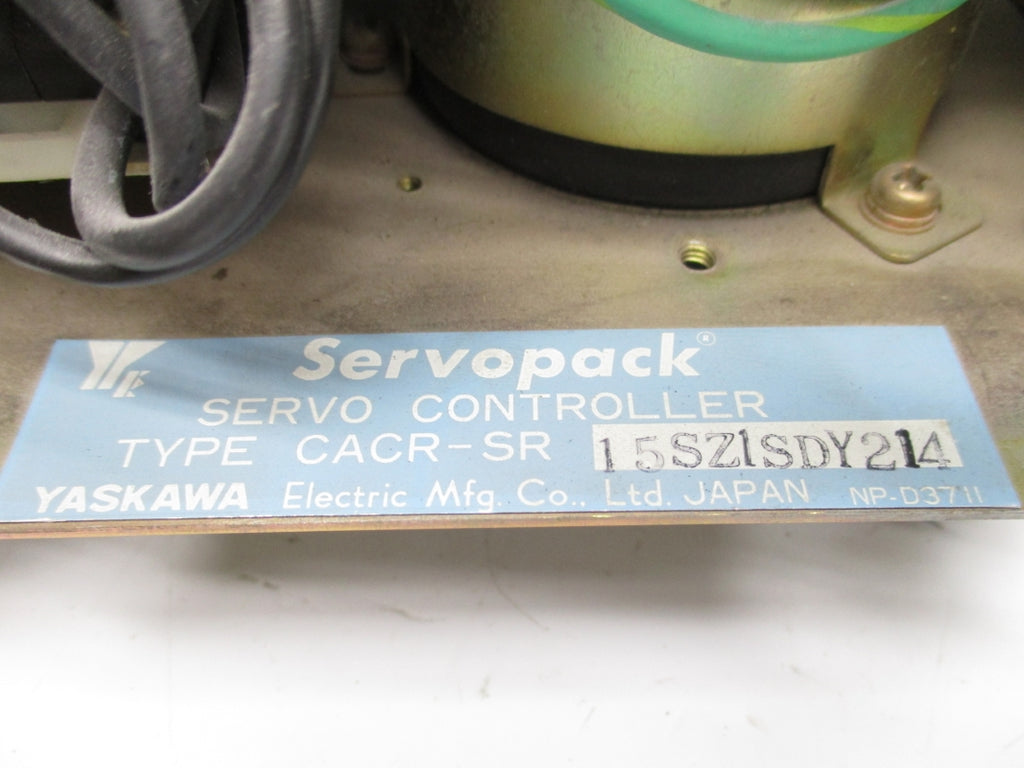 Servopack®
SERVO CONTROLLER
TYPE CACR-SR 15SZ1SDY214
YASKAWA Electric Mfg. Co., Ltd. JAPAN NP-D3711